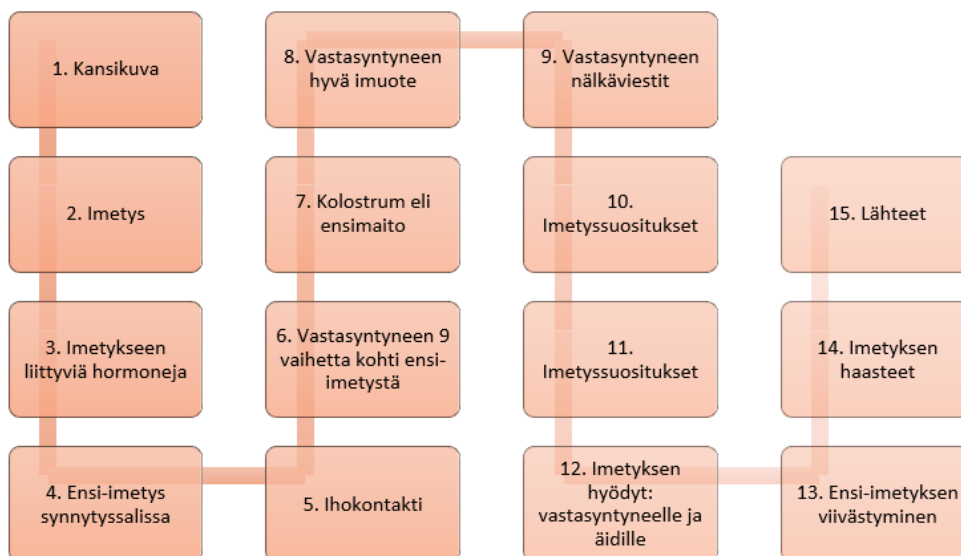 1. Kansikuva
2. Imetys
3. Imetykseen
liittyviä hormoneja
4. Ensi-imetys
synnytyssalissa
5. Ihokontakti
6. Vastasyntyneen 9
vaihetta kohti ensi-
imetystä
7. Kolostrum eli
ensimaito
8. Vastasyntyneen
hyvä imuote
9. Vastasyntyneen
nälkäviestit
10.
Imetyssuositukset
11.
Imetyssuositukset
12. Imetyksen
hyödyt:
vastasyntyneelle ja
äidille
13. Ensi-imetyksen
viivästyminen
14. Imetyksen
haasteet
15. Lähteet